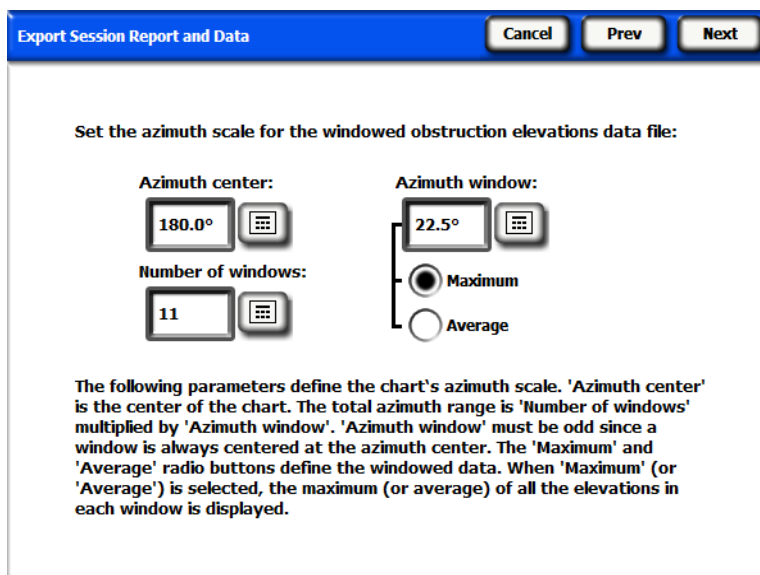 Export Session Report and Data
Cancel
Prev
Next
Set the azimuth scale for the windowed obstruction elevations data file:
Azimuth center:
Azimuth window:
180.0°
22.5°
Number of windows:
Maximum
11
Average
The following parameters define the chart's azimuth scale. 'Azimuth center'
is the center of the chart. The total azimuth range is 'Number of windows'
multiplied by 'Azimuth window'. 'Azimuth window' must be odd since a
window is always centered at the azimuth center. The 'Maximum' and
'Average' radio buttons define the windowed data. When 'Maximum' (or
'Average') is selected, the maximum (or average) of all the elevations in
each window is displayed.